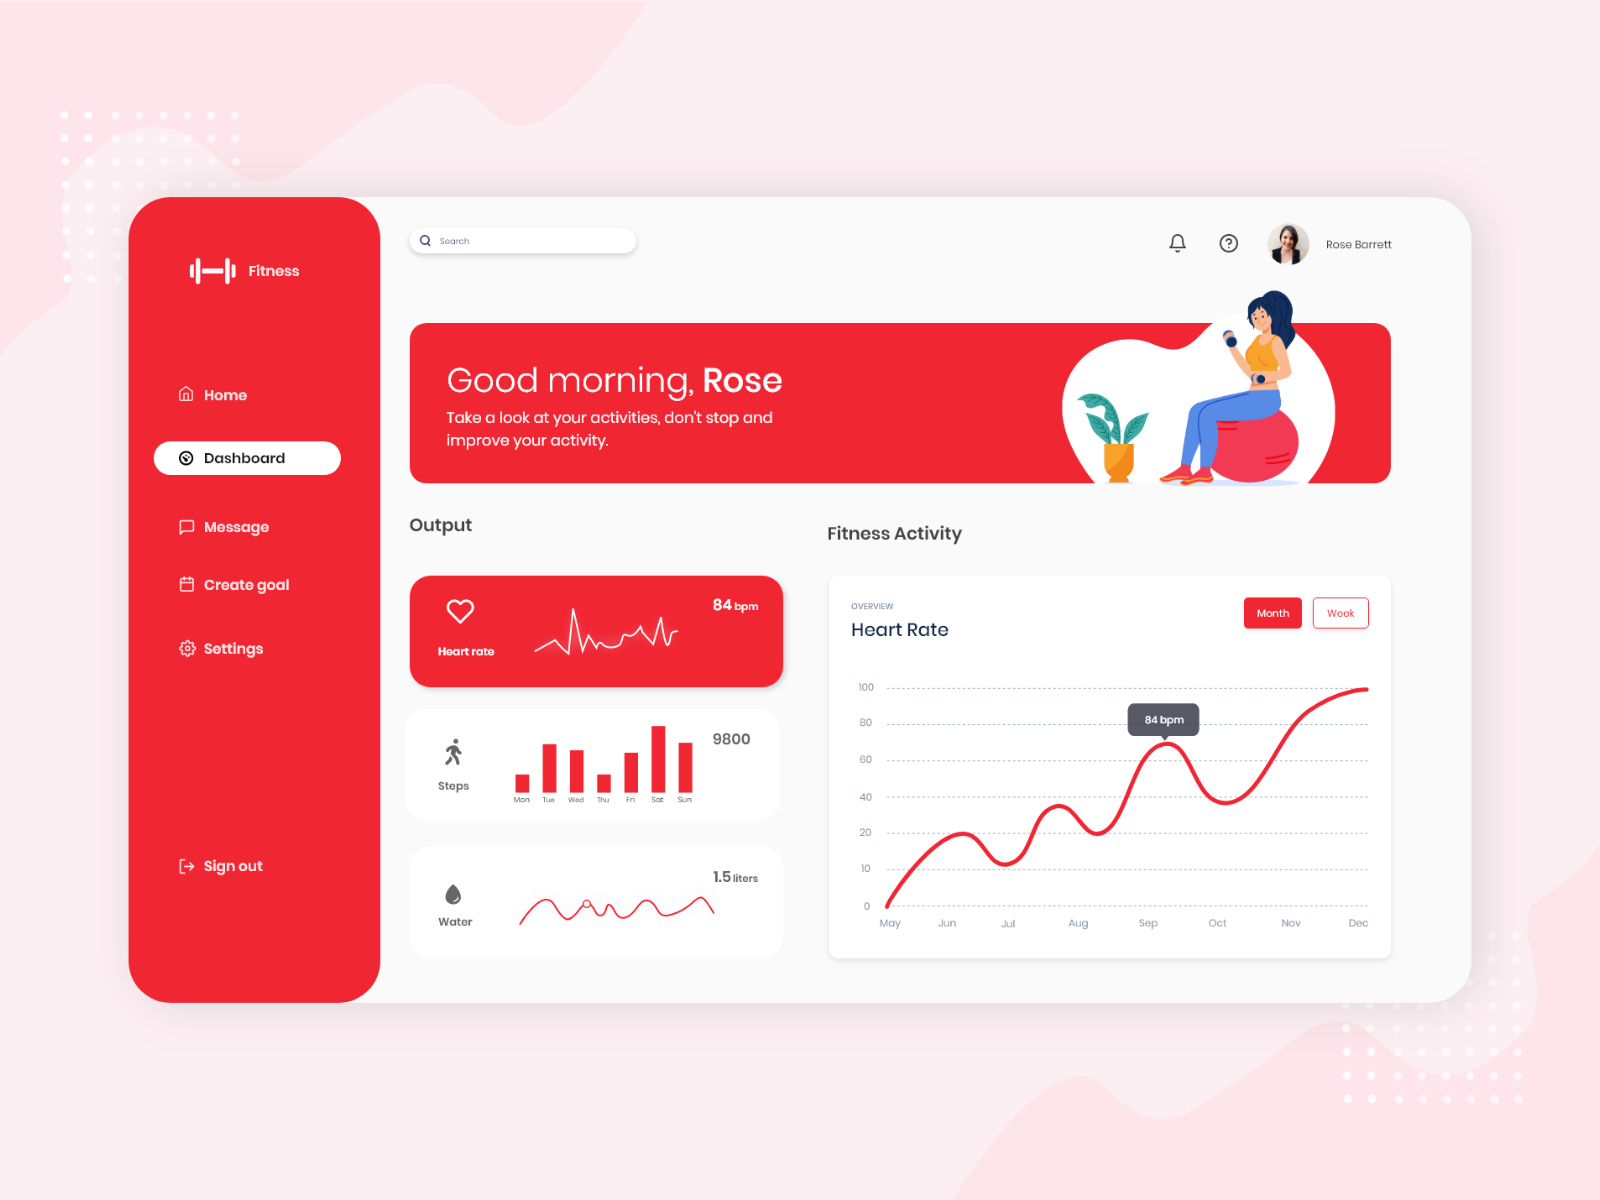 Fitness
Home
Dashboard
Message
Create goal
Settings
Sign out
Search
Rose Barrett
Good morning, Rose
Take a look at your activities, don't stop and
improve your activity.
Output
Heart rate
84 bpm
Steps
9800
Mon Tue Wed Thu Fri Sat Sun
Water
1.5 liters
Fitness Activity
OVERVIEW
Heart Rate
Month
Week
100
80
60
40
20
10
0
84 bpm
May Jun Jul Aug Sep Oct Nov Dec